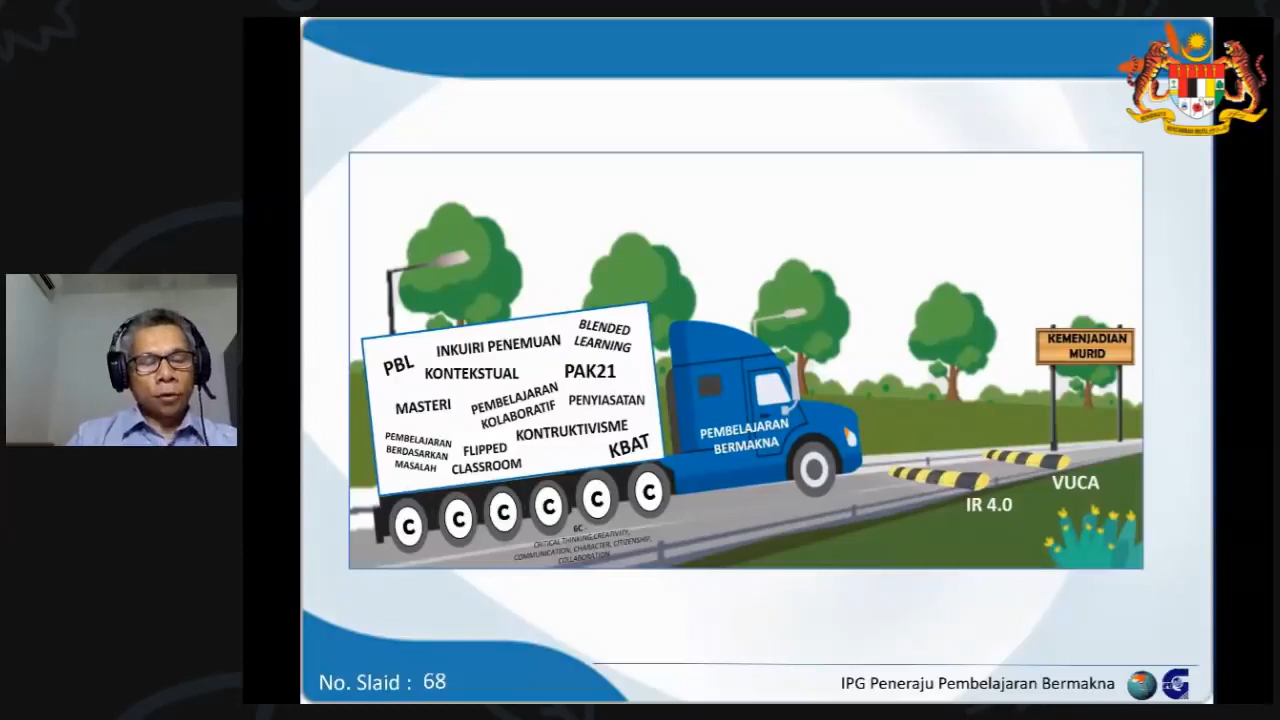 PBL
INKUIRI PENEMUAN
BLENDED
LEARNING
KONTEKSTUAL
PAK21
MASTERI
PEMBELAJARAN
KOLABORATIF
PENYIASATAN
PEMBELAJARAN
BERDASARKAN
MASALAH
FLIPPED
CLASSROOM
KONTRUKTIVISME
KBAT
PEMBELAJARAN
BERMAKNA
C C C C C C
6C -
CRITICAL THINKING,CREATIVITY,
COMMUNICATION, CHARACTER, CITIZENSHIP,
COLLABORATION
KEMENJADIAN
MURID
VUCA
IR 4.0
No. Slaid : 68
IPG Peneraju Pembelajaran Bermakna